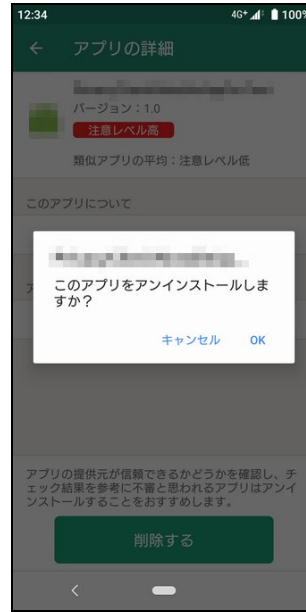 12:34
4G+ 100%
← アプリの詳細
バージョン：1.0
注意レベル高
類似アプリの平均：注意レベル低
このアプリについて
このアプリをアンインストールしま
すか？
キャンセル OK
アプリの提供元が信頼できるかどうかを確認し、チ
ェック結果を参考に不審と思われるアプリはアンイ
ンストールすることをおすすめします。
削除する